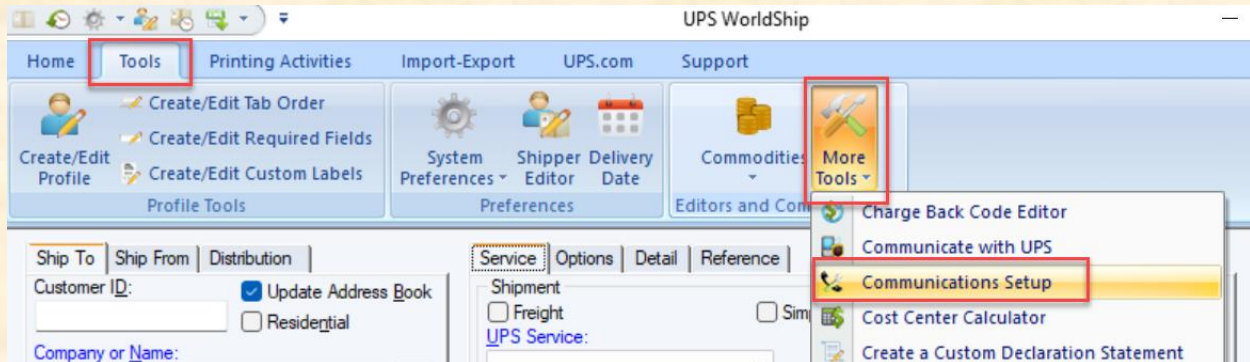 UPS WorldShip
Home Tools Printing Activities Import-Export UPS.com Support
Create/Edit Profile
Create/Edit Tab Order
Create/Edit Required Fields
Create/Edit Custom Labels
Profile Tools
System Preferences
Shipper Editor
Delivery Date
Preferences
Commodities
More Tools
Editors and
Charge Back Code Editor
Communicate with UPS
Communications Setup
Cost Center Calculator
Create a Custom Declaration Statement
Ship To Ship From Distribution
Customer ID:
Update Address Book
Residential
Company or Name:
Service Options Detail Reference
Shipment
Freight
UPS Service: